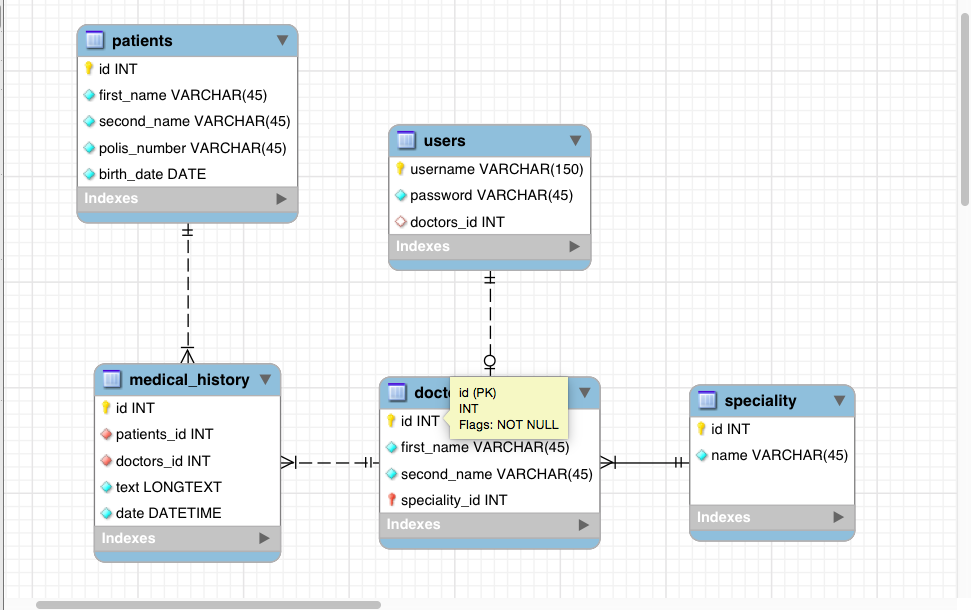 patients
id INT
first_name VARCHAR(45)
second_name VARCHAR(45)
polis_number VARCHAR(45)
birth_date DATE
Indexes
users
username VARCHAR(150)
password VARCHAR(45)
doctors_id INT
Indexes
medical_history
id INT
patients_id INT
doctors_id INT
text LONGTEXT
date DATETIME
Indexes
id INT
first_name VARCHAR(45)
second_name VARCHAR(45)
speciality_id INT
Indexes
id (PK)
INT
Flags: NOT NULL
speciality
id INT
name VARCHAR(45)
Indexes